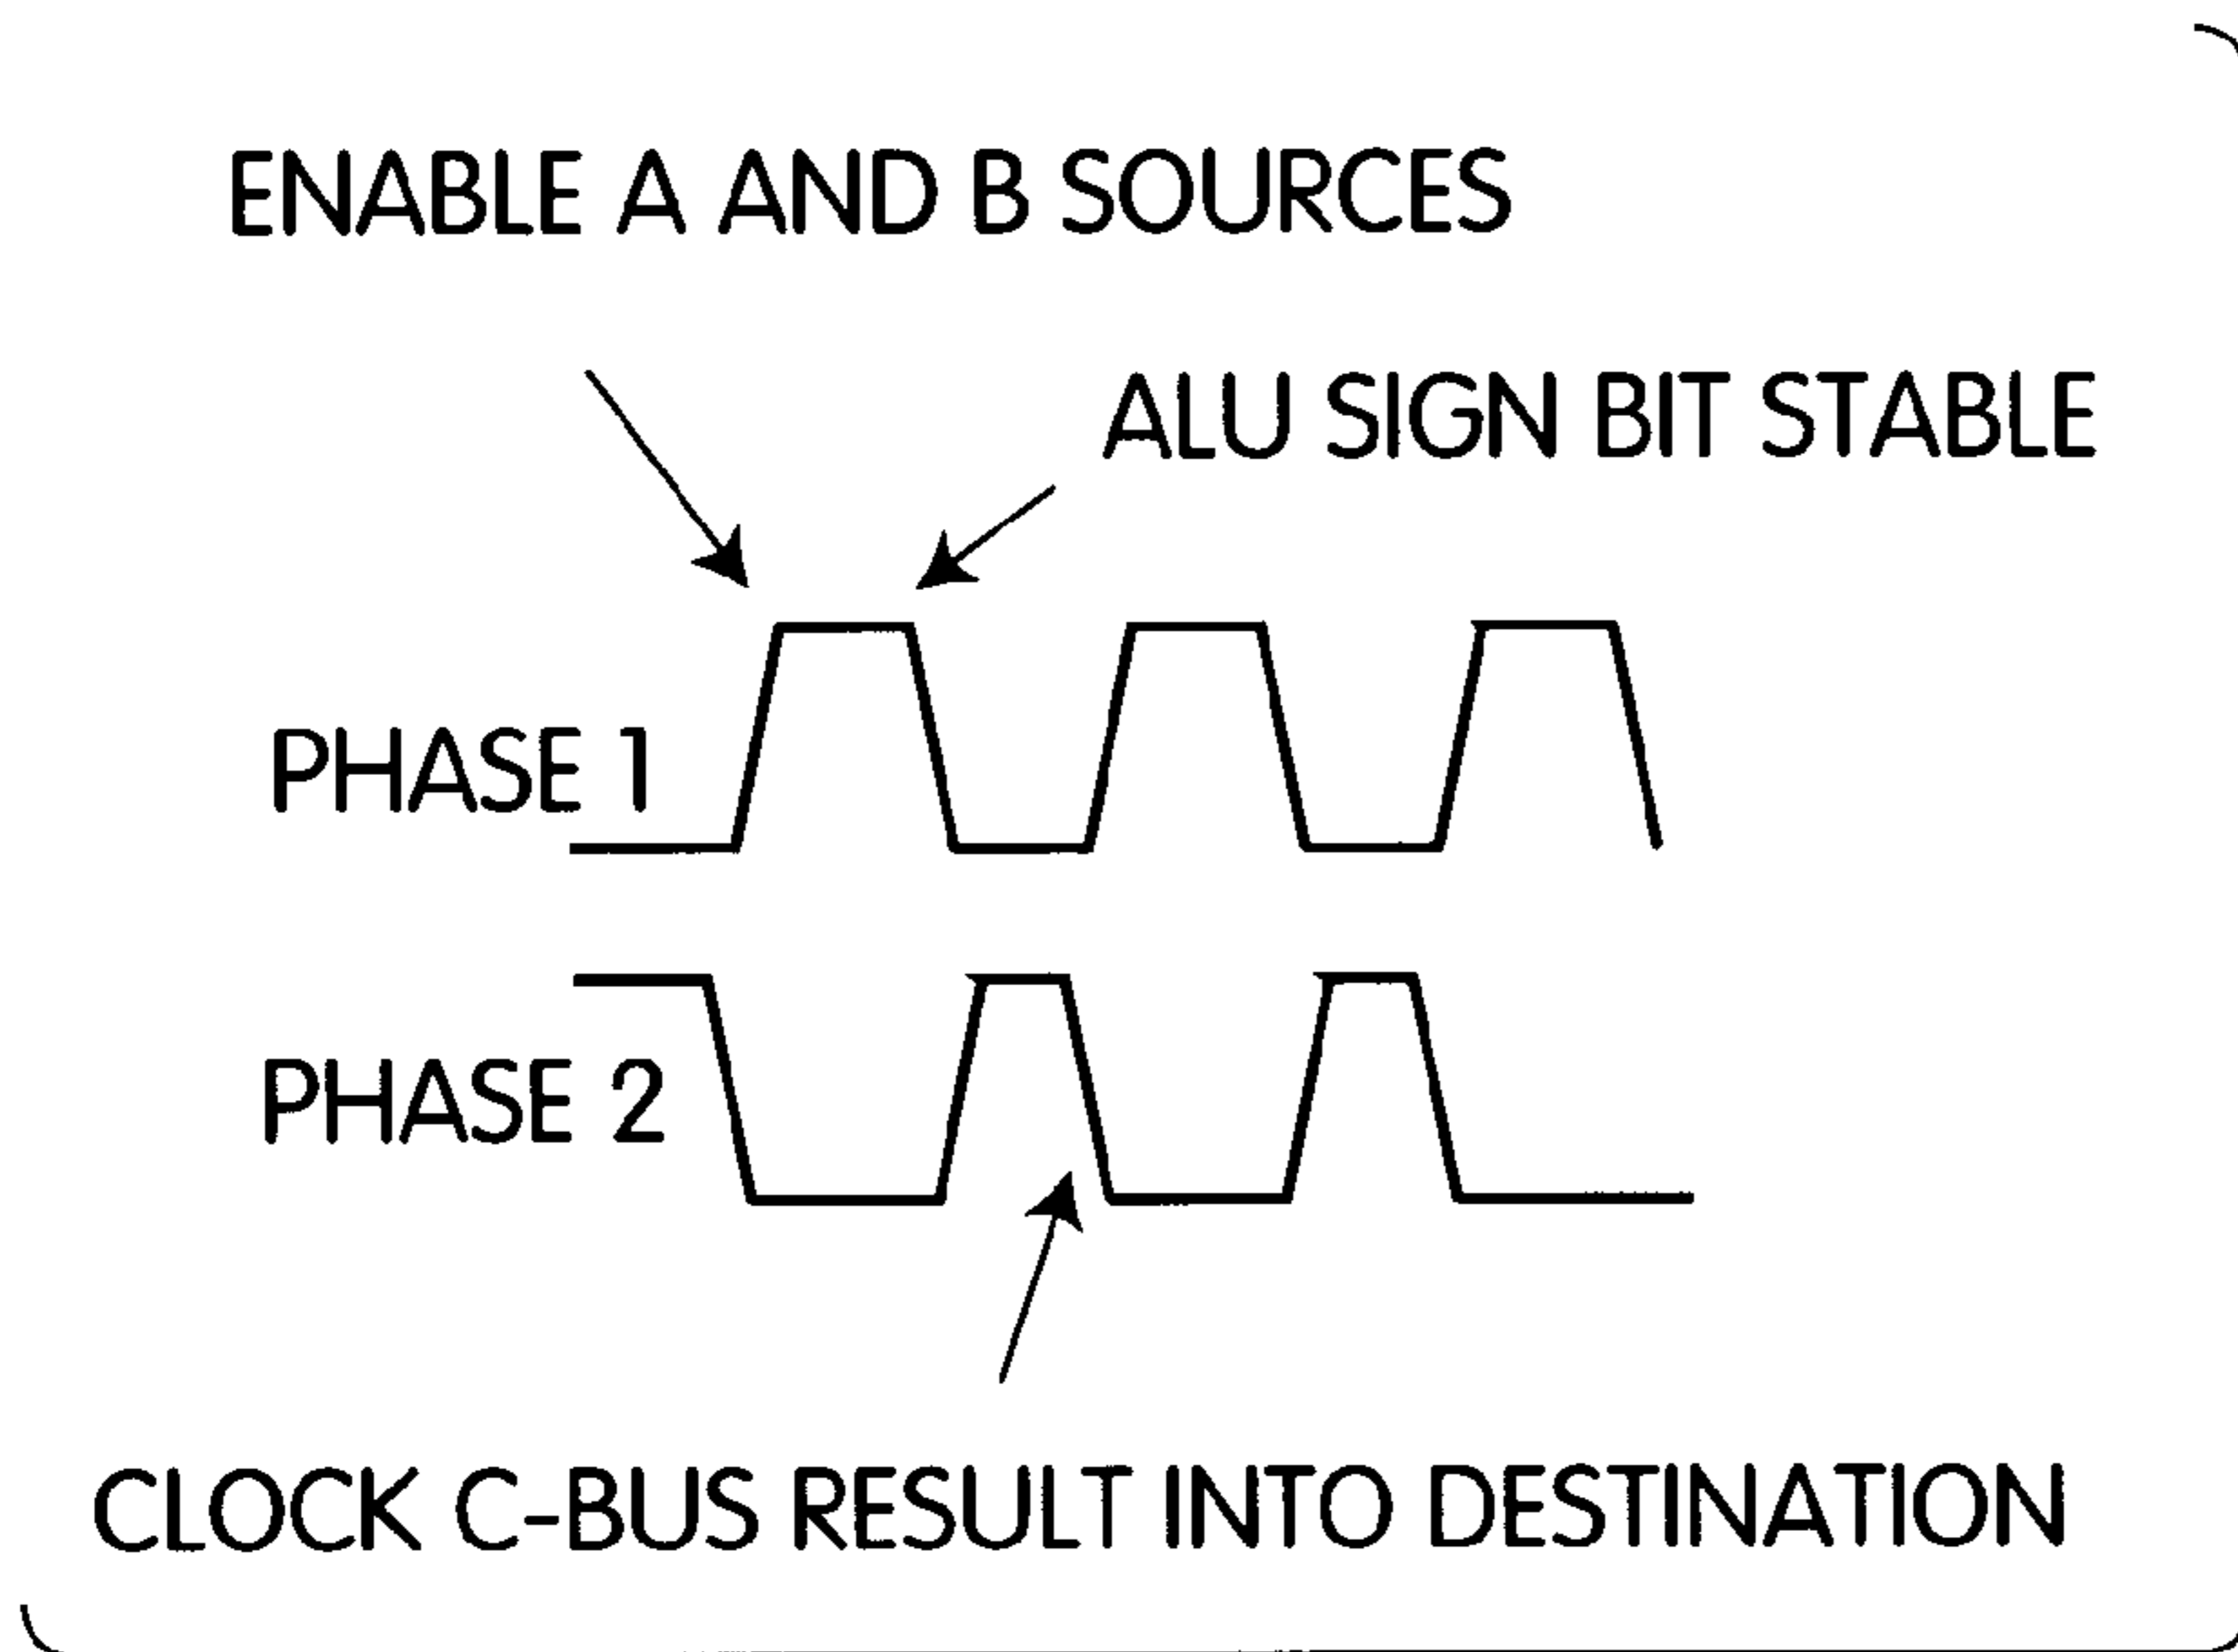 ENABLE A AND B SOURCES
ALU SIGN BIT STABLE
PHASE 1
PHASE 2
CLOCK C-BUS RESULT INTO DESTINATION